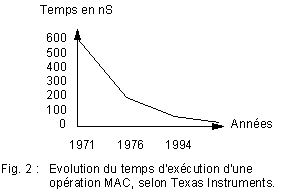 Temps en nS
600
500
400
300
200
100
0
Années
1971 1976 1994
Fig. 2 : Evolution du temps d'exécution d'une
opération MAC, selon Texas Instruments.